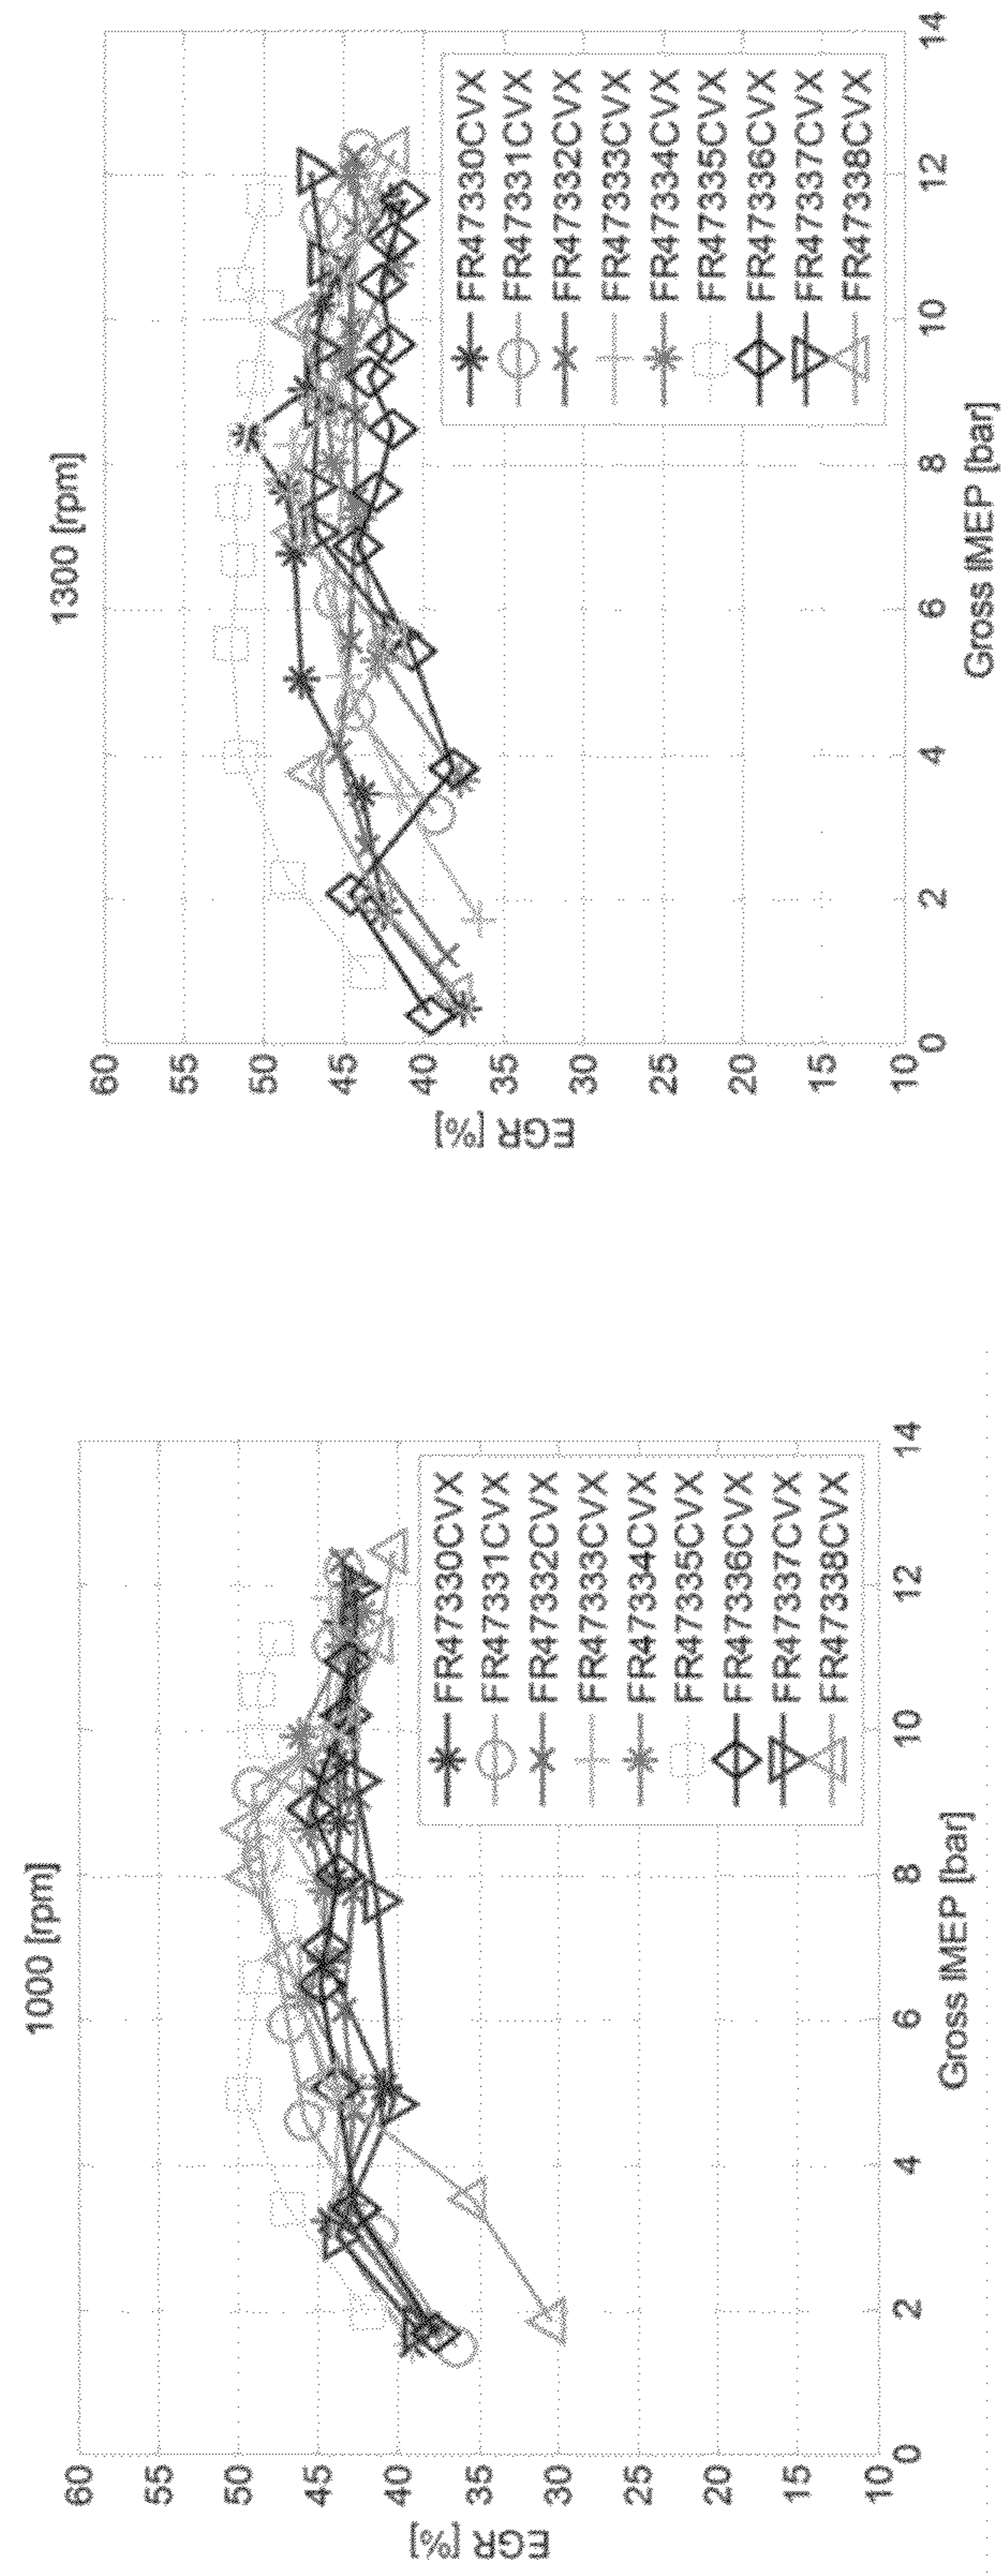 1000 [rpm]
EGR [%]
60
55
50
45
40
35
30
25
20
15
10
0
2
4
6
8
10
12
14
Gross IMEP [bar]
FR47330CVX
FR47331CVX
FR47332CVX
FR47333CVX
FR47334CVX
FR47335CVX
FR47336CVX
FR47337CVX
FR47338CVX
1300 [rpm]
EGR [%]
60
55
50
45
40
35
30
25
20
15
10
0
2
4
6
8
10
12
14
Gross IMEP [bar]
FR47330CVX
FR47331CVX
FR47332CVX
FR47333CVX
FR47334CVX
FR47335CVX
FR47336CVX
FR47337CVX
FR47338CVX